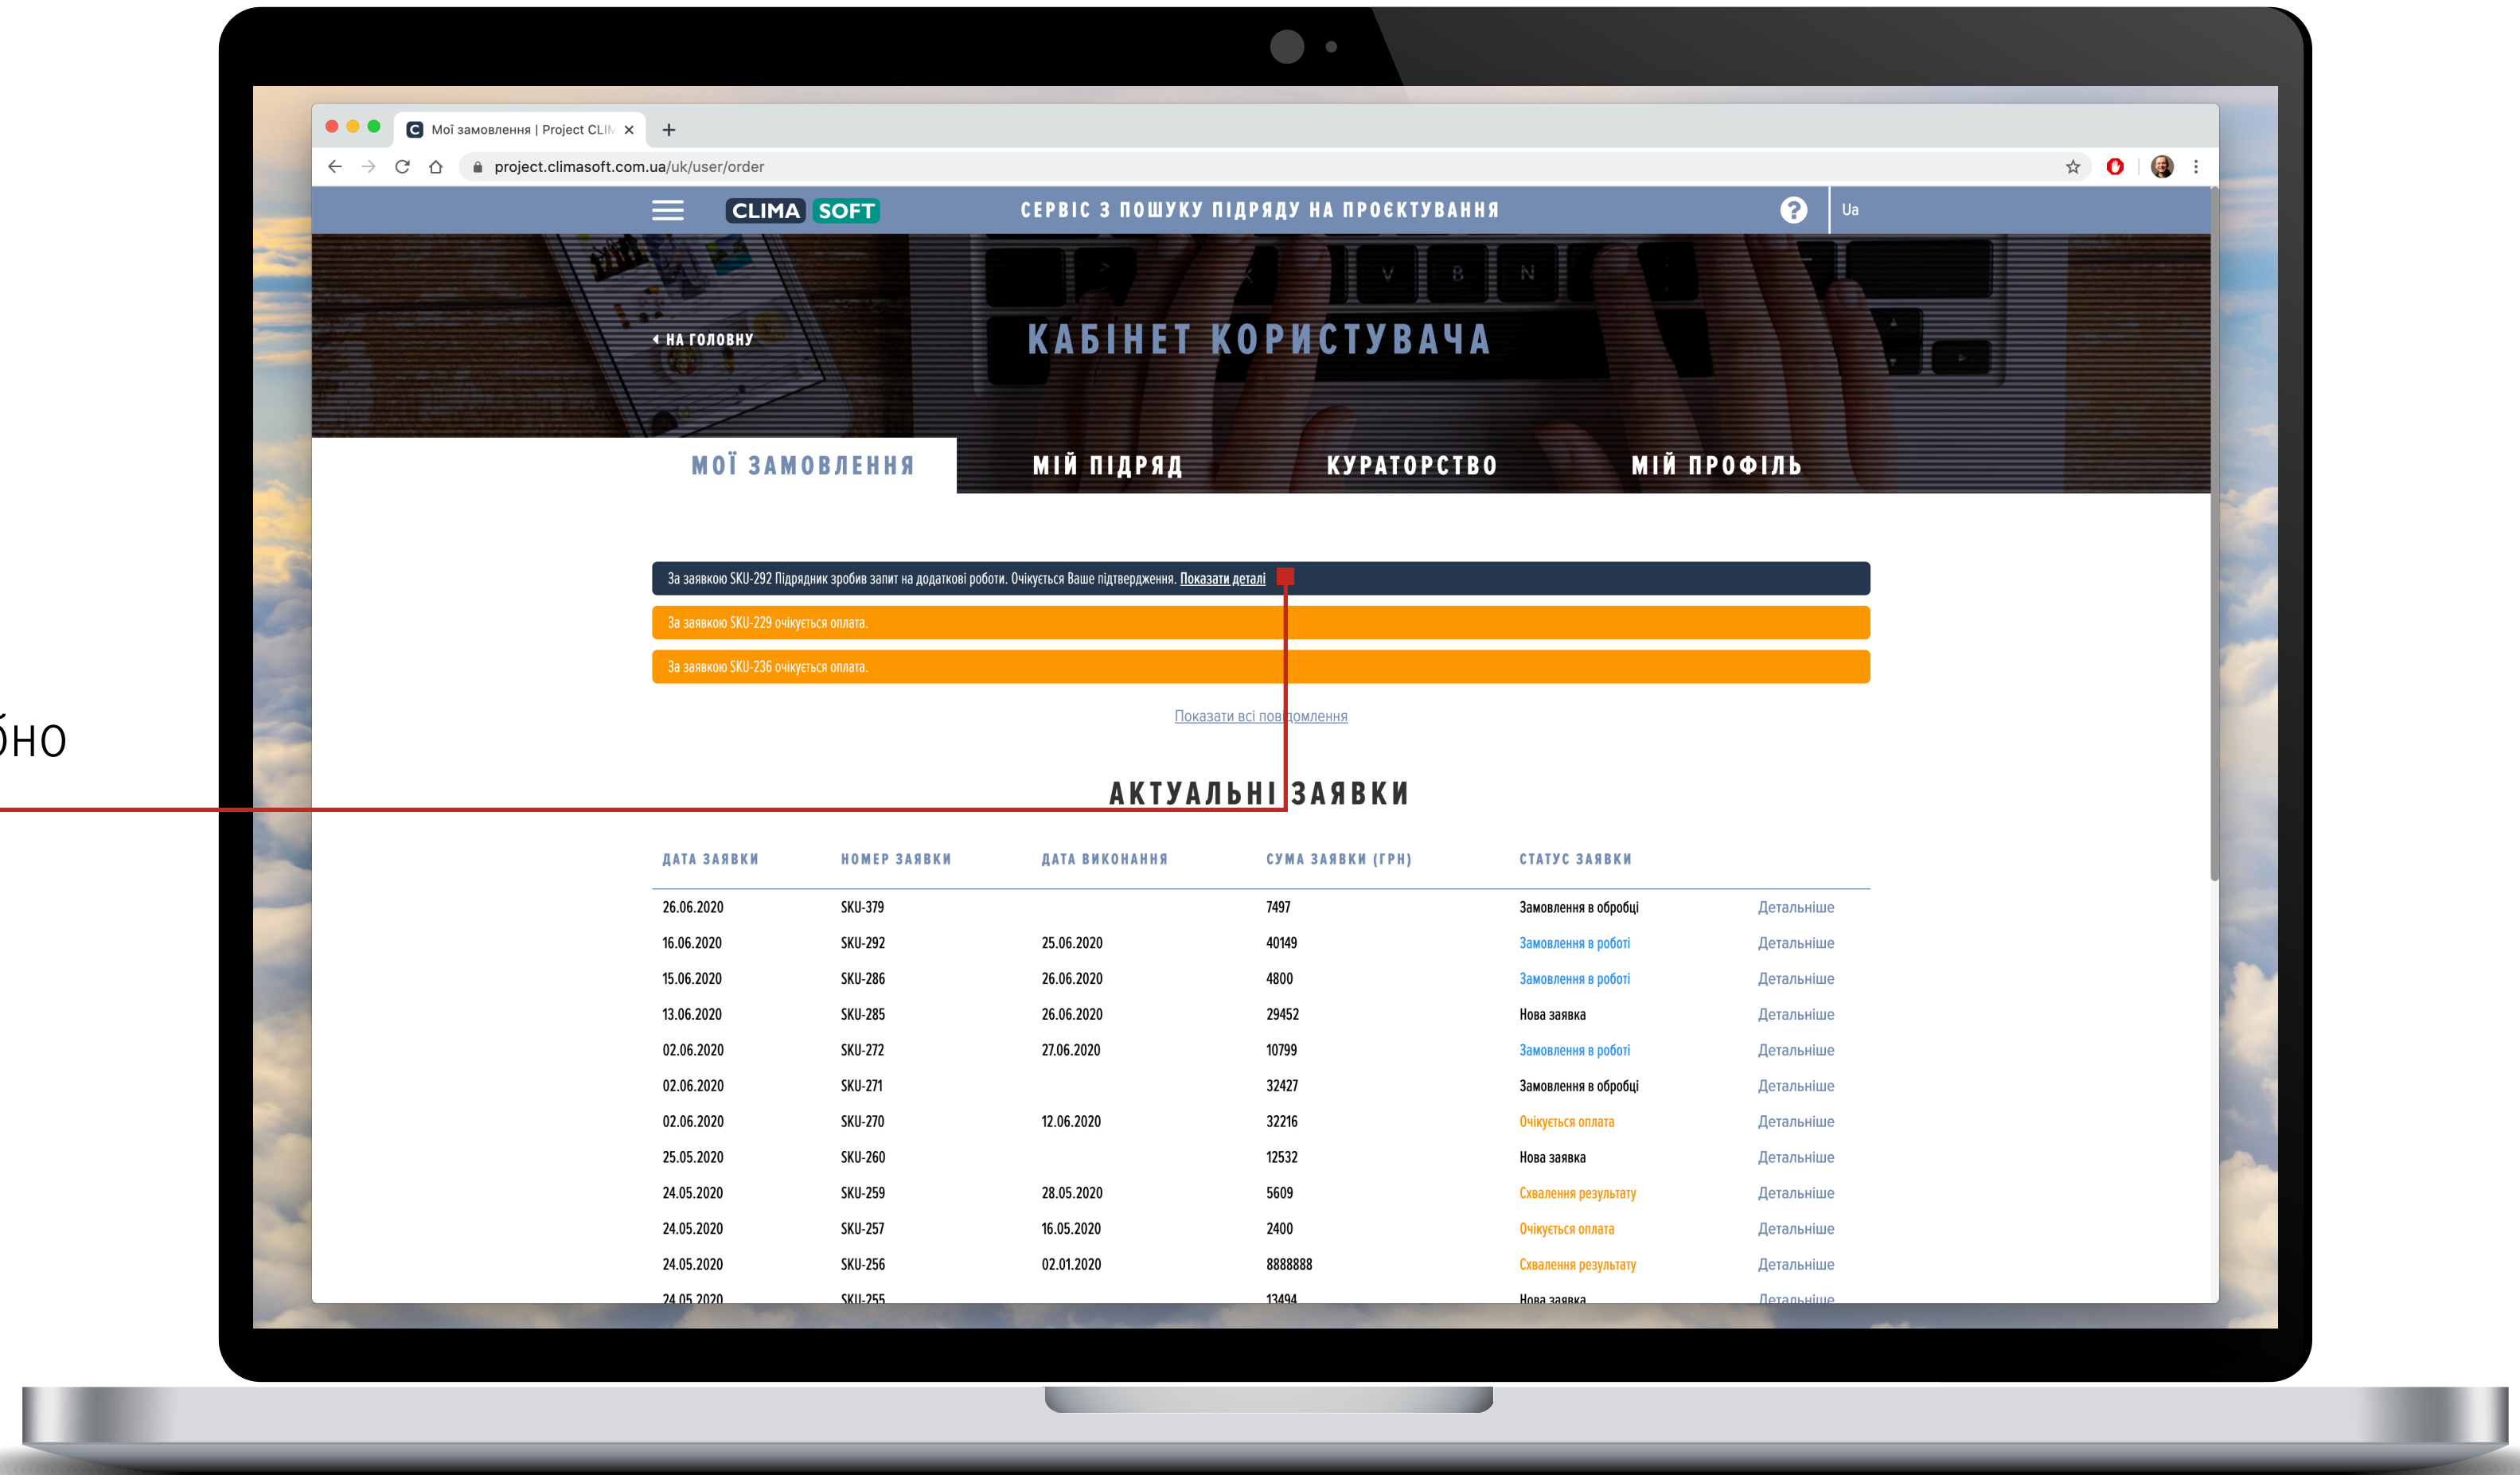 Мої замовлення | Project CLIM
project.climasoft.com.ua/uk/user/order
CLIMA SOFT
СЕРВІС З ПОШУКУ ПІДРЯДУ НА ПРОЄКТУВАННЯ
Ua
НА ГОЛОВНУ
КАБІНЕТ КОРИСТУВАЧА
МОЇ ЗАМОВЛЕННЯ МІЙ ПІДРЯД КУРАТОРСТВО МІЙ ПРОФІЛЬ
За заявкою SKU-292 Підрядник зробив запит на додаткові роботи. Очікується Ваше підтвердження. Показати деталі
За заявкою SKU-229 очікується оплата.
За заявкою SKU-236 очікується оплата.
Показати всі повідомлення
АКТУАЛЬНІ ЗАЯВКИ
ДАТА ЗАЯВКИ НОМЕР ЗАЯВКИ ДАТА ВИКОНАННЯ СУМА ЗАЯВКИ (ГРН) СТАТУС ЗАЯВКИ
26.06.2020 SKU-379 7497 Замовлення в обробці Детальніше
16.06.2020 SKU-292 25.06.2020 40149 Замовлення в роботі Детальніше
15.06.2020 SKU-286 26.06.2020 4800 Замовлення в роботі Детальніше
13.06.2020 SKU-285 26.06.2020 29452 Нова заявка Детальніше
02.06.2020 SKU-272 27.06.2020 10799 Замовлення в роботі Детальніше
02.06.2020 SKU-271 32427 Замовлення в обробці Детальніше
02.06.2020 SKU-270 12.06.2020 32216 Очікується оплата Детальніше
25.05.2020 SKU-260 12532 Нова заявка Детальніше
24.05.2020 SKU-259 28.05.2020 5609 Схвалення результату Детальніше
24.05.2020 SKU-257 16.05.2020 2400 Очікується оплата Детальніше
24.05.2020 SKU-256 02.01.2020 8888888 Схвалення результату Детальніше
24.05.2020 SKU-255 13494 Нова заявка Детальніше